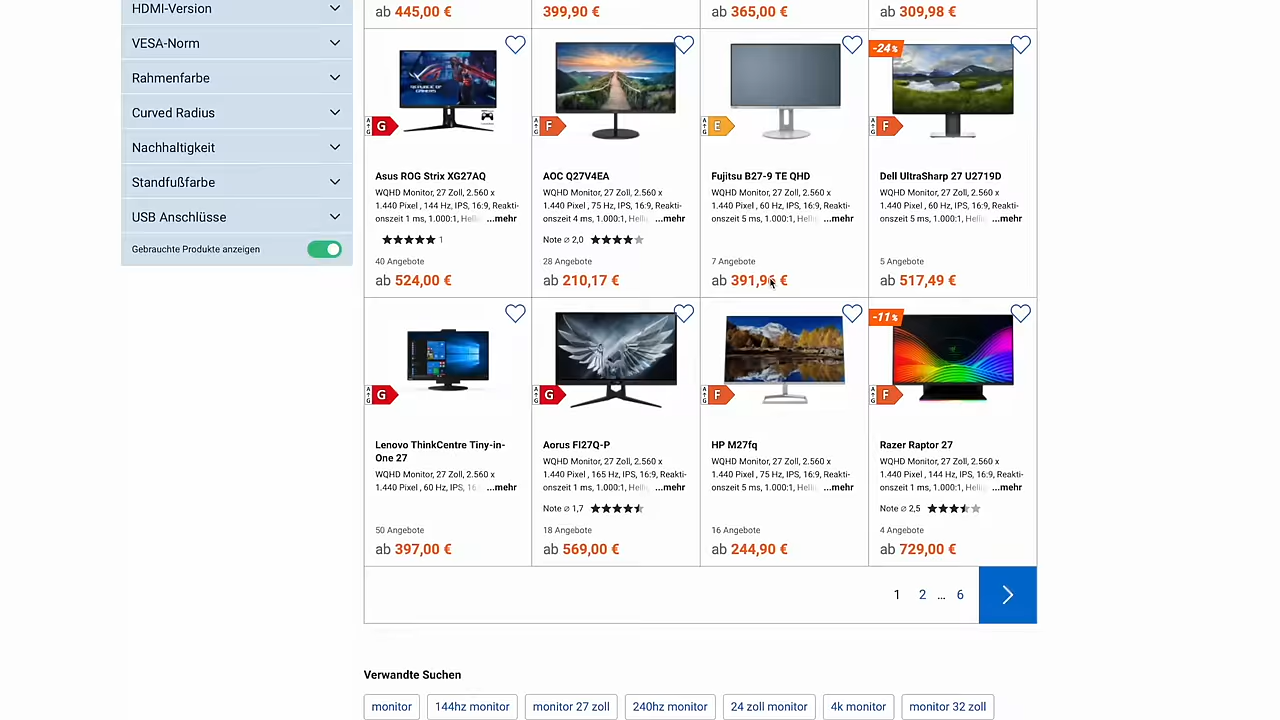 HDMI-Version
VESA-Norm
Rahmenfarbe
Curved Radius
Nachhaltigkeit
Standfußfarbe
USB Anschlüsse
Gebrauchte Produkte anzeigen
ab 445,00 €
399,90 €
ab 365,00 €
ab 309,98 €
A G G
Asus ROG Strix XG27AQ
WQHD Monitor, 27 Zoll, 2.560 x
1.440 Pixel , 144 Hz, IPS, 16:9, Reakti-
onszeit 1 ms, 1.000:1, Hell ...mehr
1
40 Angebote
ab 524,00 €
A G F
AOC Q27V4EA
WQHD Monitor, 27 Zoll, 2.560 x
1.440 Pixel , 75 Hz, IPS, 16:9, Reakti-
onszeit 4 ms, 1.000:1, Hell ...mehr
Note ⌀ 2,0
28 Angebote
ab 210,17 €
A G E
Fujitsu B27-9 TE QHD
WQHD Monitor, 27 Zoll, 2.560 x
1.440 Pixel , 60 Hz, IPS, 16:9, Reakti-
onszeit 5 ms, 1.000:1, Hell ...mehr
7 Angebote
ab 391,96 €
-24%
A G F
Dell UltraSharp 27 U2719D
WQHD Monitor, 27 Zoll, 2.560 x
1.440 Pixel , 60 Hz, IPS, 16:9, Reakti-
onszeit 5 ms, 1.000:1, Hell ...mehr
5 Angebote
ab 517,49 €
A G G
Lenovo ThinkCentre Tiny-in-
One 27
WQHD Monitor, 27 Zoll, 2.560 x
1.440 Pixel , 60 Hz, IPS, 16 ...mehr
50 Angebote
ab 397,00 €
A G G
Aorus FI27Q-P
WQHD Monitor, 27 Zoll, 2.560 x
1.440 Pixel , 165 Hz, IPS, 16:9, Reakti-
onszeit 1 ms, 1.000:1, Hell ...mehr
Note ⌀ 1,7
18 Angebote
ab 569,00 €
A G F
HP M27fq
WQHD Monitor, 27 Zoll, 2.560 x
1.440 Pixel , 75 Hz, IPS, 16:9, Reakti-
onszeit 5 ms, 1.000:1, Hell ...mehr
16 Angebote
ab 244,90 €
-11%
A G F
Razer Raptor 27
WQHD Monitor, 27 Zoll, 2.560 x
1.440 Pixel , 144 Hz, IPS, 16:9, Reakti-
onszeit 1 ms, 1.000:1, Hell ...mehr
Note ⌀ 2,5
4 Angebote
ab 729,00 €
1 2 ... 6
Verwandte Suchen
monitor 144hz monitor monitor 27 zoll 240hz monitor 24 zoll monitor 4k monitor monitor 32 zoll